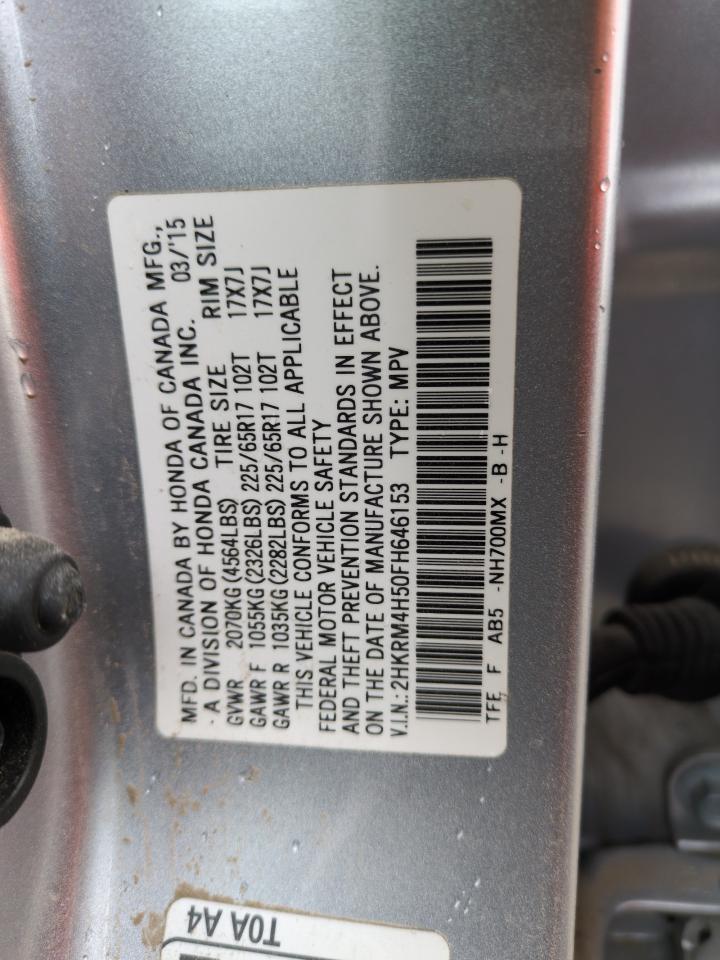 MFD. IN CANADA BY HONDA OF CANADA MFG.,
A DIVISION OF HONDA CANADA INC. 03/'15
GVWR 2070KG(4564LBS) TIRE SIZE RIM SIZE
GAWR F 1055KG(2326LBS) 225/65R17 102T 17X7J
GAWR R 1035KG(2282LBS) 225/65R17 102T 17X7J
THIS VEHICLE CONFORMS TO ALL APPLICABLE
FEDERAL MOTOR VEHICLE SAFETY
AND THEFT PREVENTION STANDARDS IN EFFECT
ON THE DATE OF MANUFACTURE SHOWN ABOVE.
V.I.N.: 2HKRM4H50FH646153 TYPE: MPV
TFE F AB5 -NH700MX -B -H
T0A A4